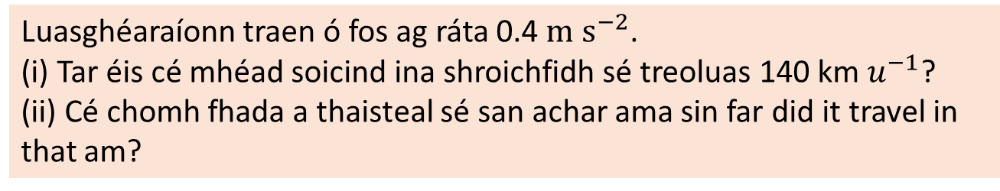 Luasghéaraíonn traen ó fos ag ráta 0.4 m s⁻².
(i) Tar éis cé mhéad soicind ina shroichfidh sé treoluas 140 km u⁻¹?
(ii) Cé chomh fhada a thaisteal sé san achar ama sin far did it travel in
that am?